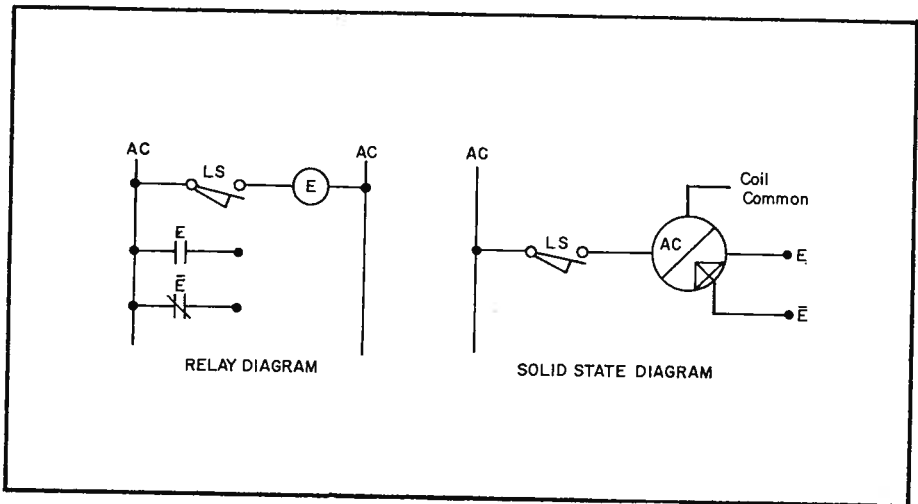 AC
AC
LS
E
E
Ē
RELAY DIAGRAM
AC
LS
AC
Coil
Common
E
Ē
SOLID STATE DIAGRAM